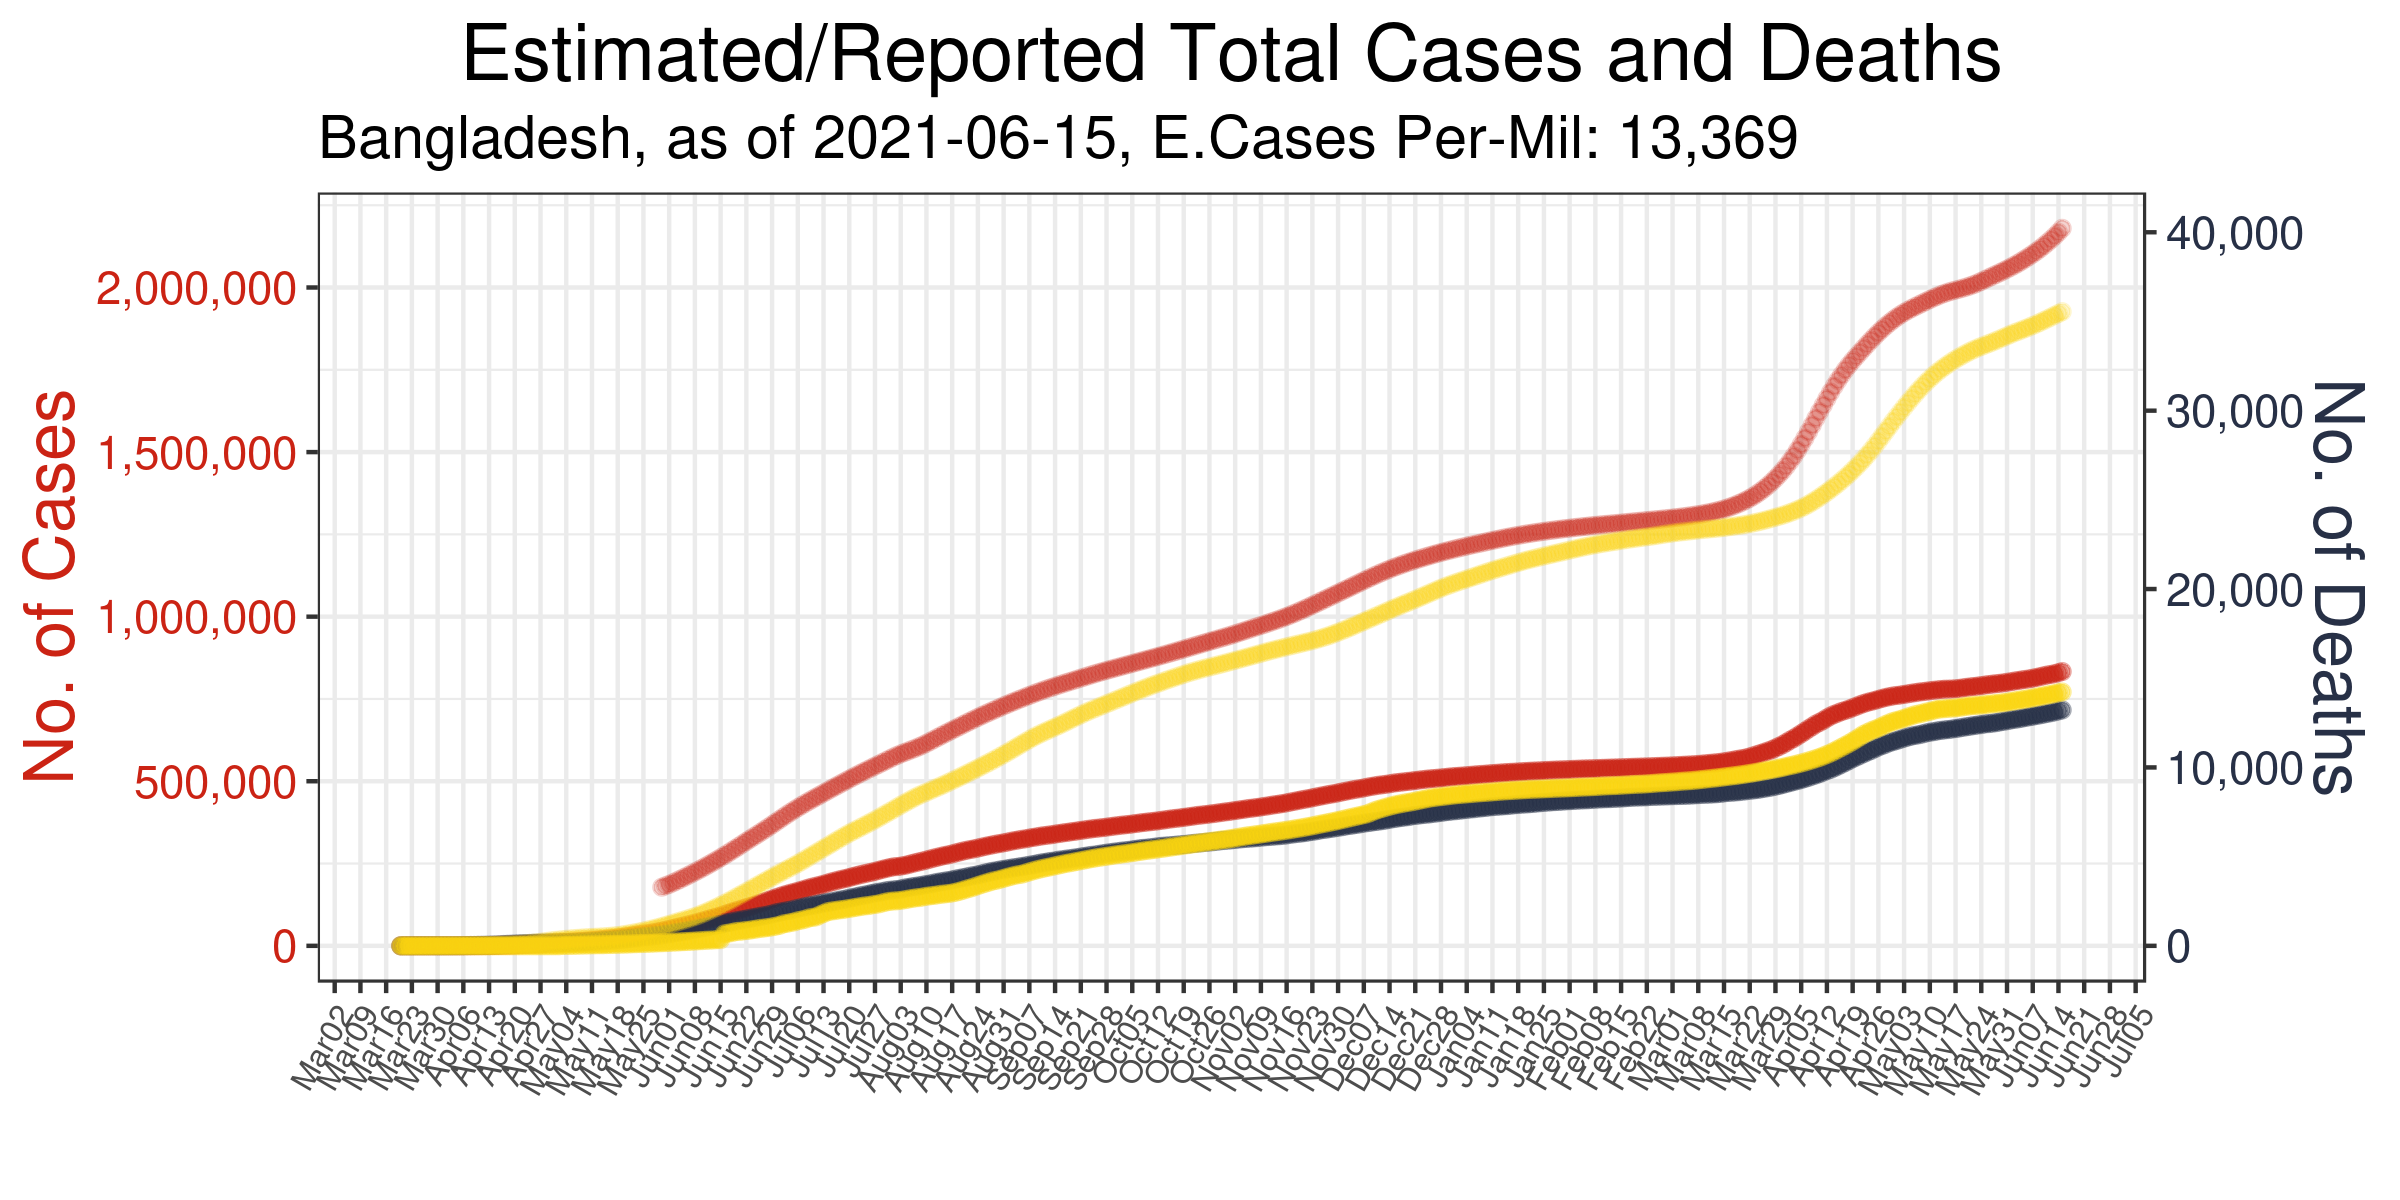 Estimated/Reported Total Cases and Deaths
Bangladesh, as of 2021-06-15, E.Cases Per-Mil: 13,369
No. of Cases
2,000,000
1,500,000
1,000,000
500,000
0
40,000
30,000
20,000
10,000
0
No. of Deaths
Mar02
Mar09
Mar16
Mar23
Mar30
Apr06
Apr13
Apr20
Apr27
May04
May11
May18
May25
Jun01
Jun08
Jun15
Jun22
Jun29
Jul06
Jul13
Jul20
Jul27
Aug03
Aug10
Aug17
Aug24
Aug31
Sep07
Sep14
Sep21
Sep28
Oct05
Oct12
Oct19
Oct26
Nov02
Nov09
Nov16
Nov23
Nov30
Dec07
Dec14
Dec21
Dec28
Jan04
Jan11
Jan18
Jan25
Feb01
Feb08
Feb15
Feb22
Mar01
Mar08
Mar15
Mar22
Mar29
Apr05
Apr12
Apr19
Apr26
May03
May10
May17
May24
May31
Jun07
Jun14
Jun21
Jun28
Jul05